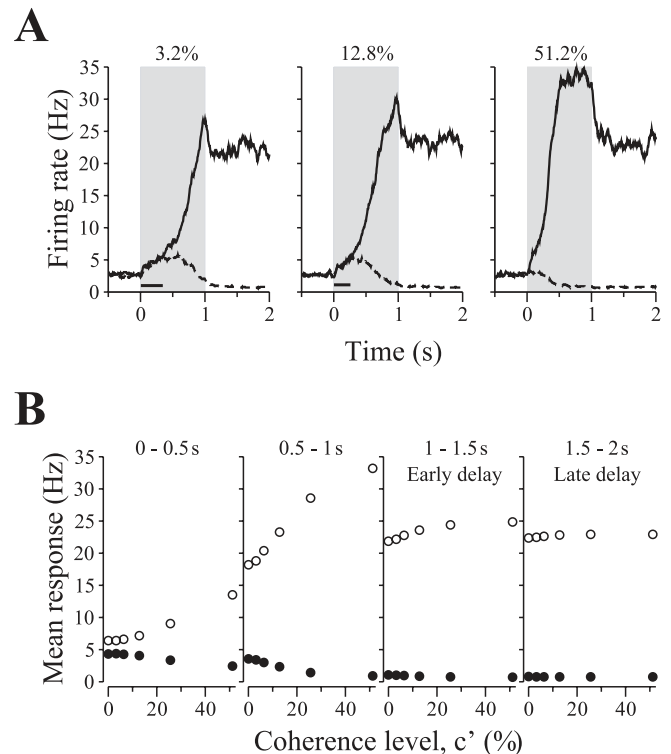 A
3.2%
12.8%
51.2%
Firing rate (Hz)
35
30
25
20
15
10
5
0
0 1 2
0 1 2
0 1 2
Time (s)
B
0 - 0.5 s
0.5 - 1 s
1 - 1.5 s
Early delay
1.5 - 2 s
Late delay
Mean response (Hz)
35
30
25
20
15
10
5
0
0 20 40
0 20 40
0 20 40
0 20 40
Coherence level, c' (%)